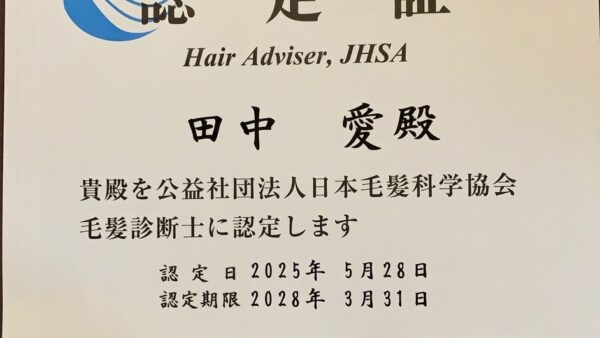 認定証
Hair Adviser, JHSA
田中 愛殿
貴殿を公益社団法人日本毛髪科学協会
毛髪診断士に認定します
認定日 2025年 5月28日
認定期限 2028年 3月31日